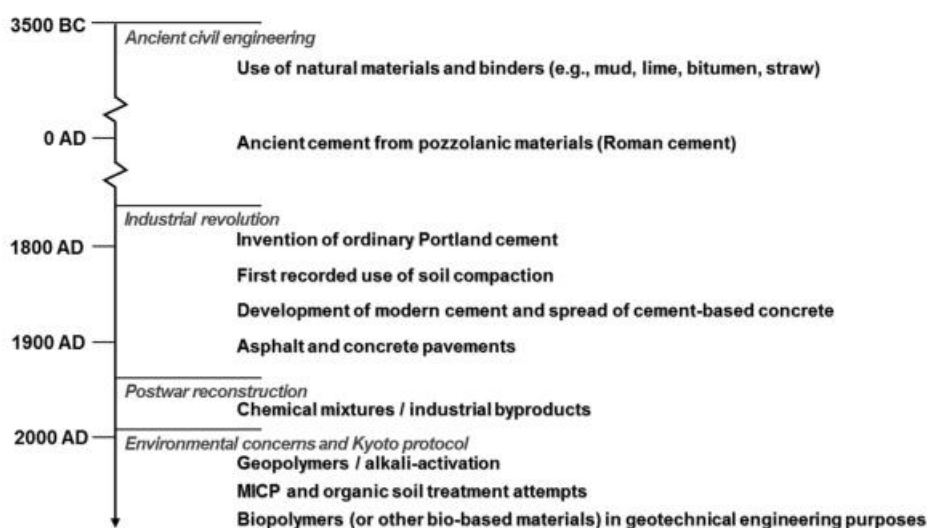 3500 BC
Ancient civil engineering
Use of natural materials and binders (e.g., mud, lime, bitumen, straw)
0 AD
Ancient cement from pozzolanic materials (Roman cement)
Industrial revolution
Invention of ordinary Portland cement
1800 AD
First recorded use of soil compaction
Development of modern cement and spread of cement-based concrete
1900 AD
Asphalt and concrete pavements
Postwar reconstruction
Chemical mixtures / industrial byproducts
2000 AD
Environmental concerns and Kyoto protocol
Geopolymers / alkali-activation
MICP and organic soil treatment attempts
Biopolymers (or other bio-based materials) in geotechnical engineering purposes